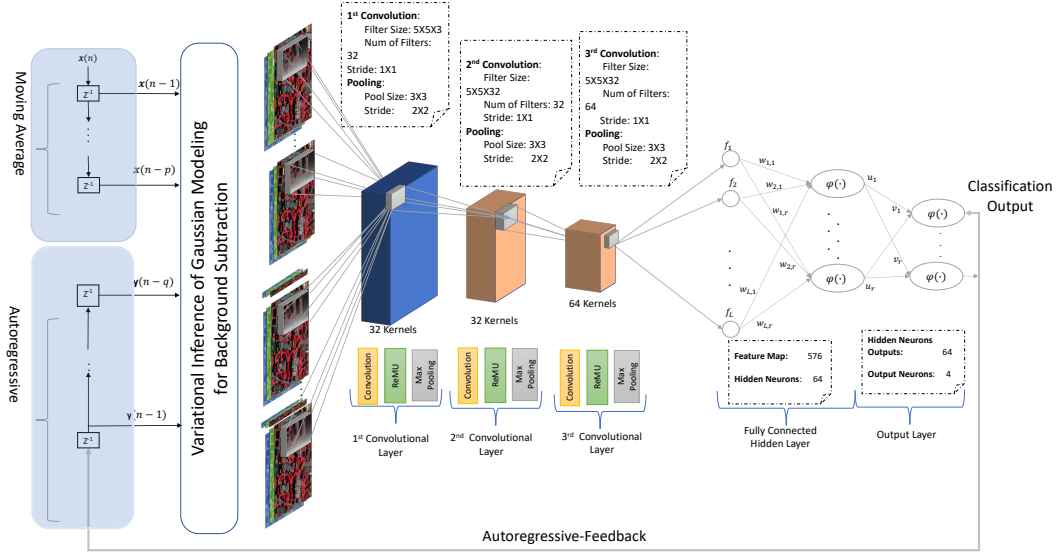 Moving Average
x(n)
Z-1
x(n − 1)
⋮
Z-1
x(n − p)
Autoregressive
Z-1
y(n − q)
⋮
y(n − 1)
Z-1
Variational Inference of Gaussian Modeling
for Background Subtraction
1st Convolution:
Filter Size: 5X5X3
Num of Filters:
32
Stride: 1X1
Pooling:
Pool Size: 3X3
Stride: 2X2
2nd Convolution:
Filter Size:
5X5X32
Num of Filters: 32
Stride: 1X1
Pooling:
Pool Size: 3X3
Stride: 2X2
3rd Convolution:
Filter Size:
5X5X32
Num of Filters:
64
Stride: 1X1
Pooling:
Pool Size: 3X3
Stride: 2X2
32 Kernels
32 Kernels
64 Kernels
Convolution
ReMU
Max
Pooling
Convolution
ReMU
Max
Pooling
Convolution
ReMU
Max
Pooling
1st Convolutional
Layer
2nd Convolutional
Layer
3rd Convolutional
Layer
f1
f2
fL
w1,1
w2,1
w1,r
w2,r
wL,1
wL,r
φ(·)
φ(·)
u1
v1
vr
ur
φ(·)
φ(·)
Classification
Output
Feature Map: 576
Hidden Neurons: 64
Hidden Neurons
Outputs: 64
Output Neurons: 4
Fully Connected
Hidden Layer
Output Layer
Autoregressive-Feedback